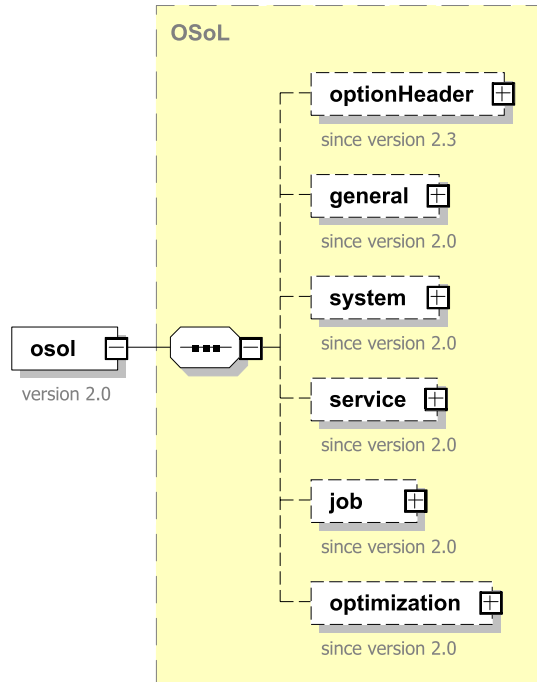 OSoL
optionHeader
since version 2.3
general
since version 2.0
system
since version 2.0
osol
version 2.0
service
since version 2.0
job
since version 2.0
optimization
since version 2.0